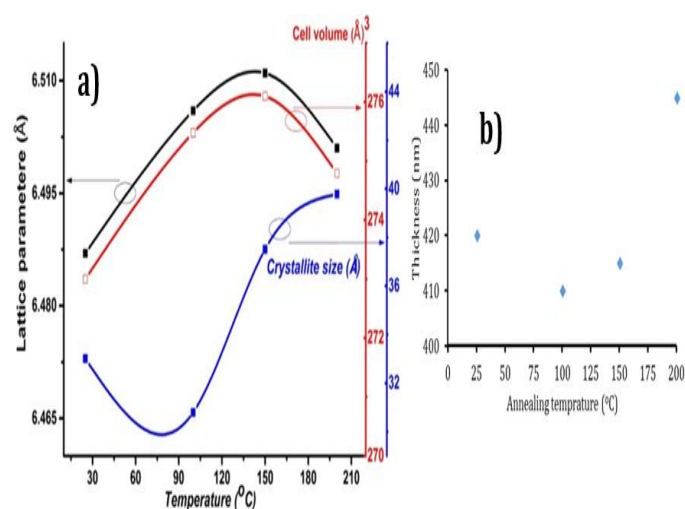 a)
Cell volume (Å)3
6.510
6.495
6.480
6.465
Lattice parametere (Å)
276
274
272
270
44
40
36
32
Crystallite size (Å)
30 60 90 120 150 180 210
Temperature (OC)
b)
450
440
430
420
410
400
Thickness (nm)
0 25 50 75 100 125 150 175 200
Annealing temprature (oC)